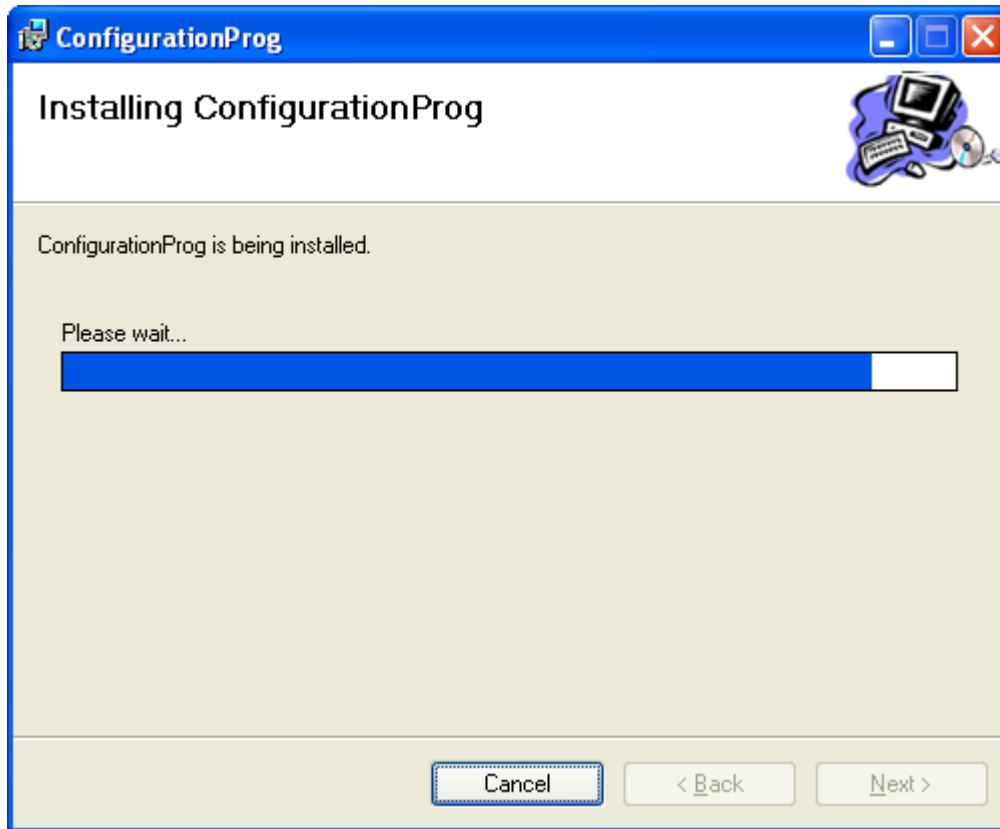 ConfigurationProg
Installing ConfigurationProg
ConfigurationProg is being installed.
Please wait...
Cancel
< Back
Next >